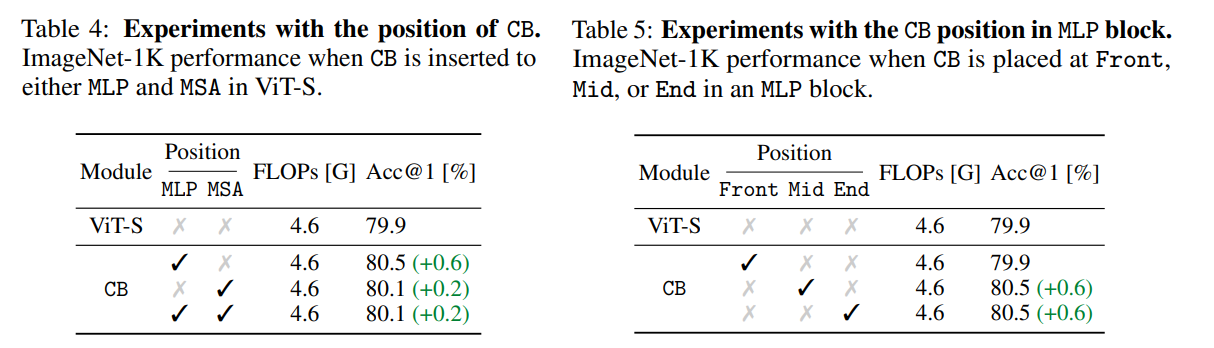 Table 4: Experiments with the position of CB.
ImageNet-1K performance when CB is inserted to
either MLP and MSA in ViT-S.
Module Position FLOPs [G] Acc@1 [%]
MLP MSA
ViT-S ✗ ✗ 4.6 79.9
✓ ✗ 4.6 80.5 (+0.6)
CB ✗ ✓ 4.6 80.1 (+0.2)
✓ ✓ 4.6 80.1 (+0.2)
Table 5: Experiments with the CB position in MLP block.
ImageNet-1K performance when CB is placed at Front,
Mid, or End in an MLP block.
Module Position FLOPs [G] Acc@1 [%]
Front Mid End
ViT-S ✗ ✗ ✗ 4.6 79.9
✓ ✗ ✗ 4.6 79.9
CB ✗ ✓ ✗ 4.6 80.5 (+0.6)
✗ ✗ ✓ 4.6 80.5 (+0.6)